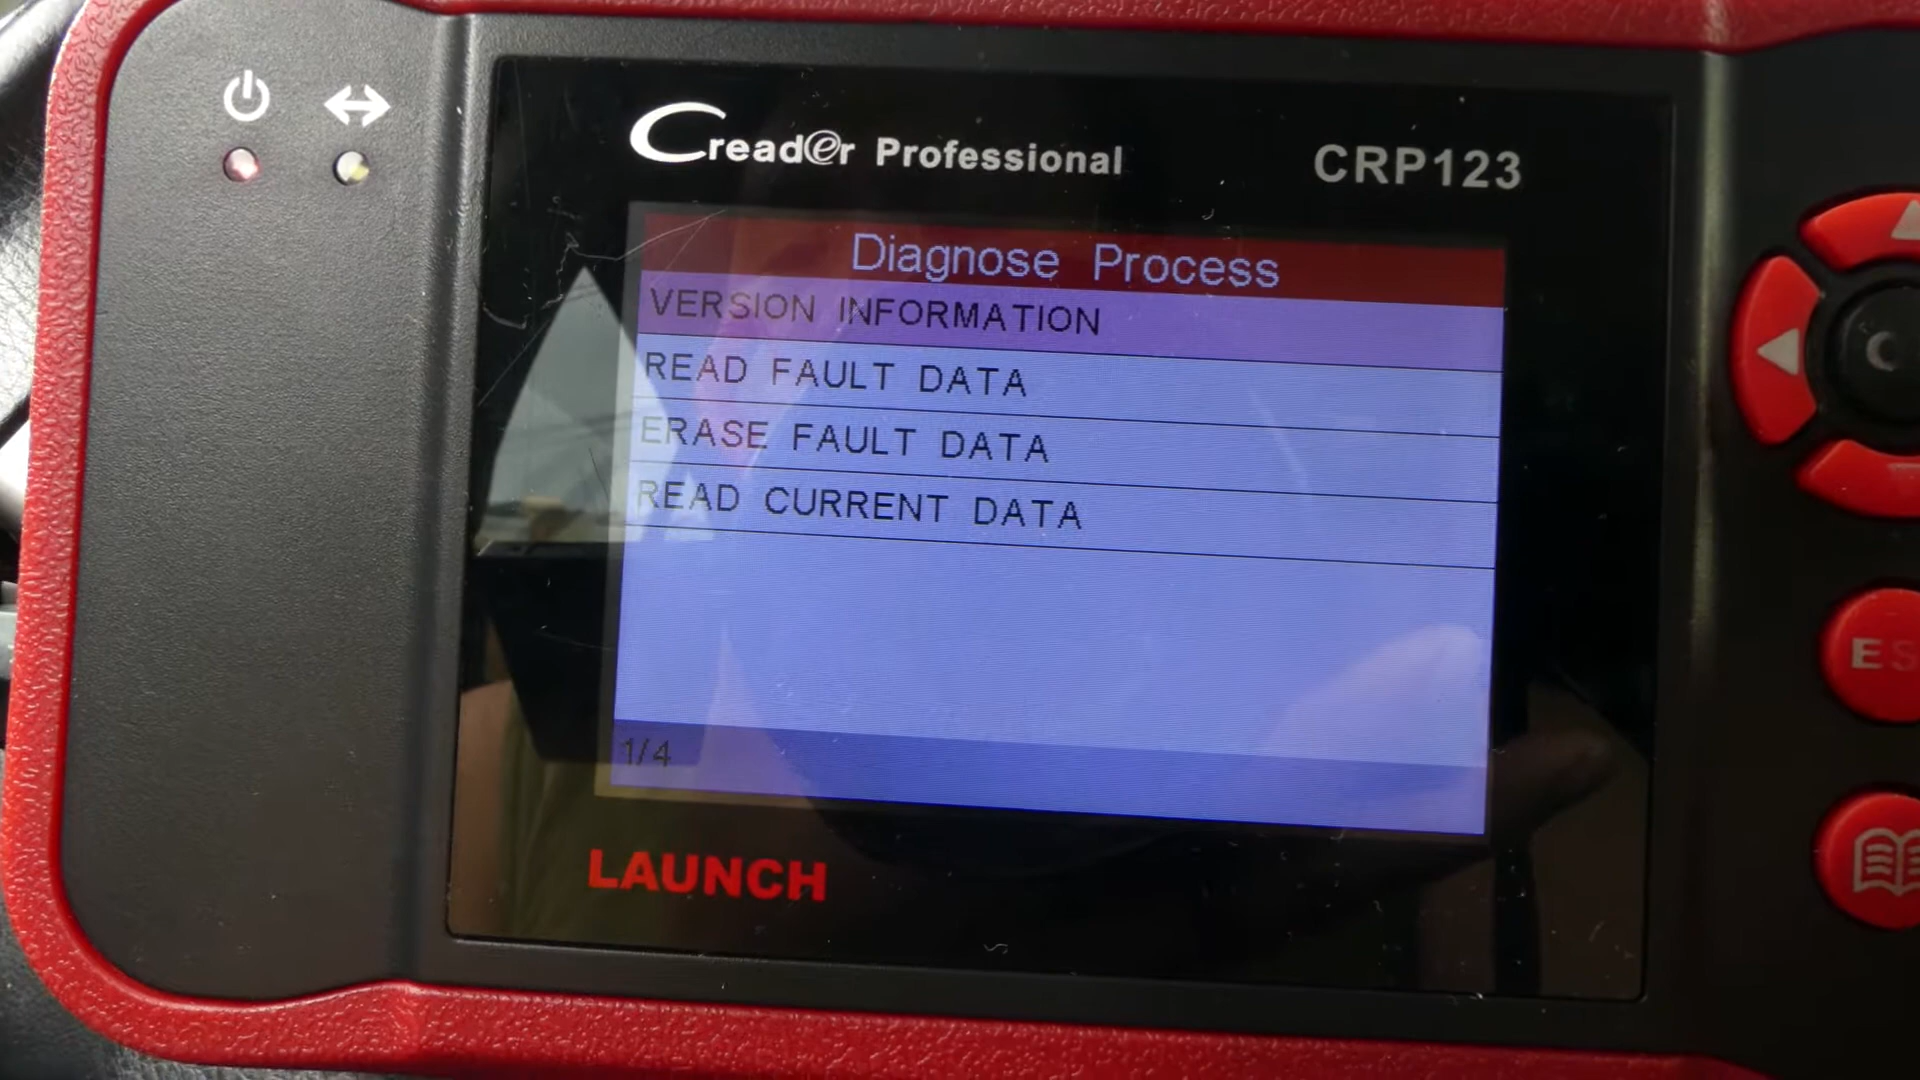 Creader Professional CRP123
Diagnose Process
VERSION INFORMATION
READ FAULT DATA
ERASE FAULT DATA
READ CURRENT DATA
1/4
ES
LAUNCH